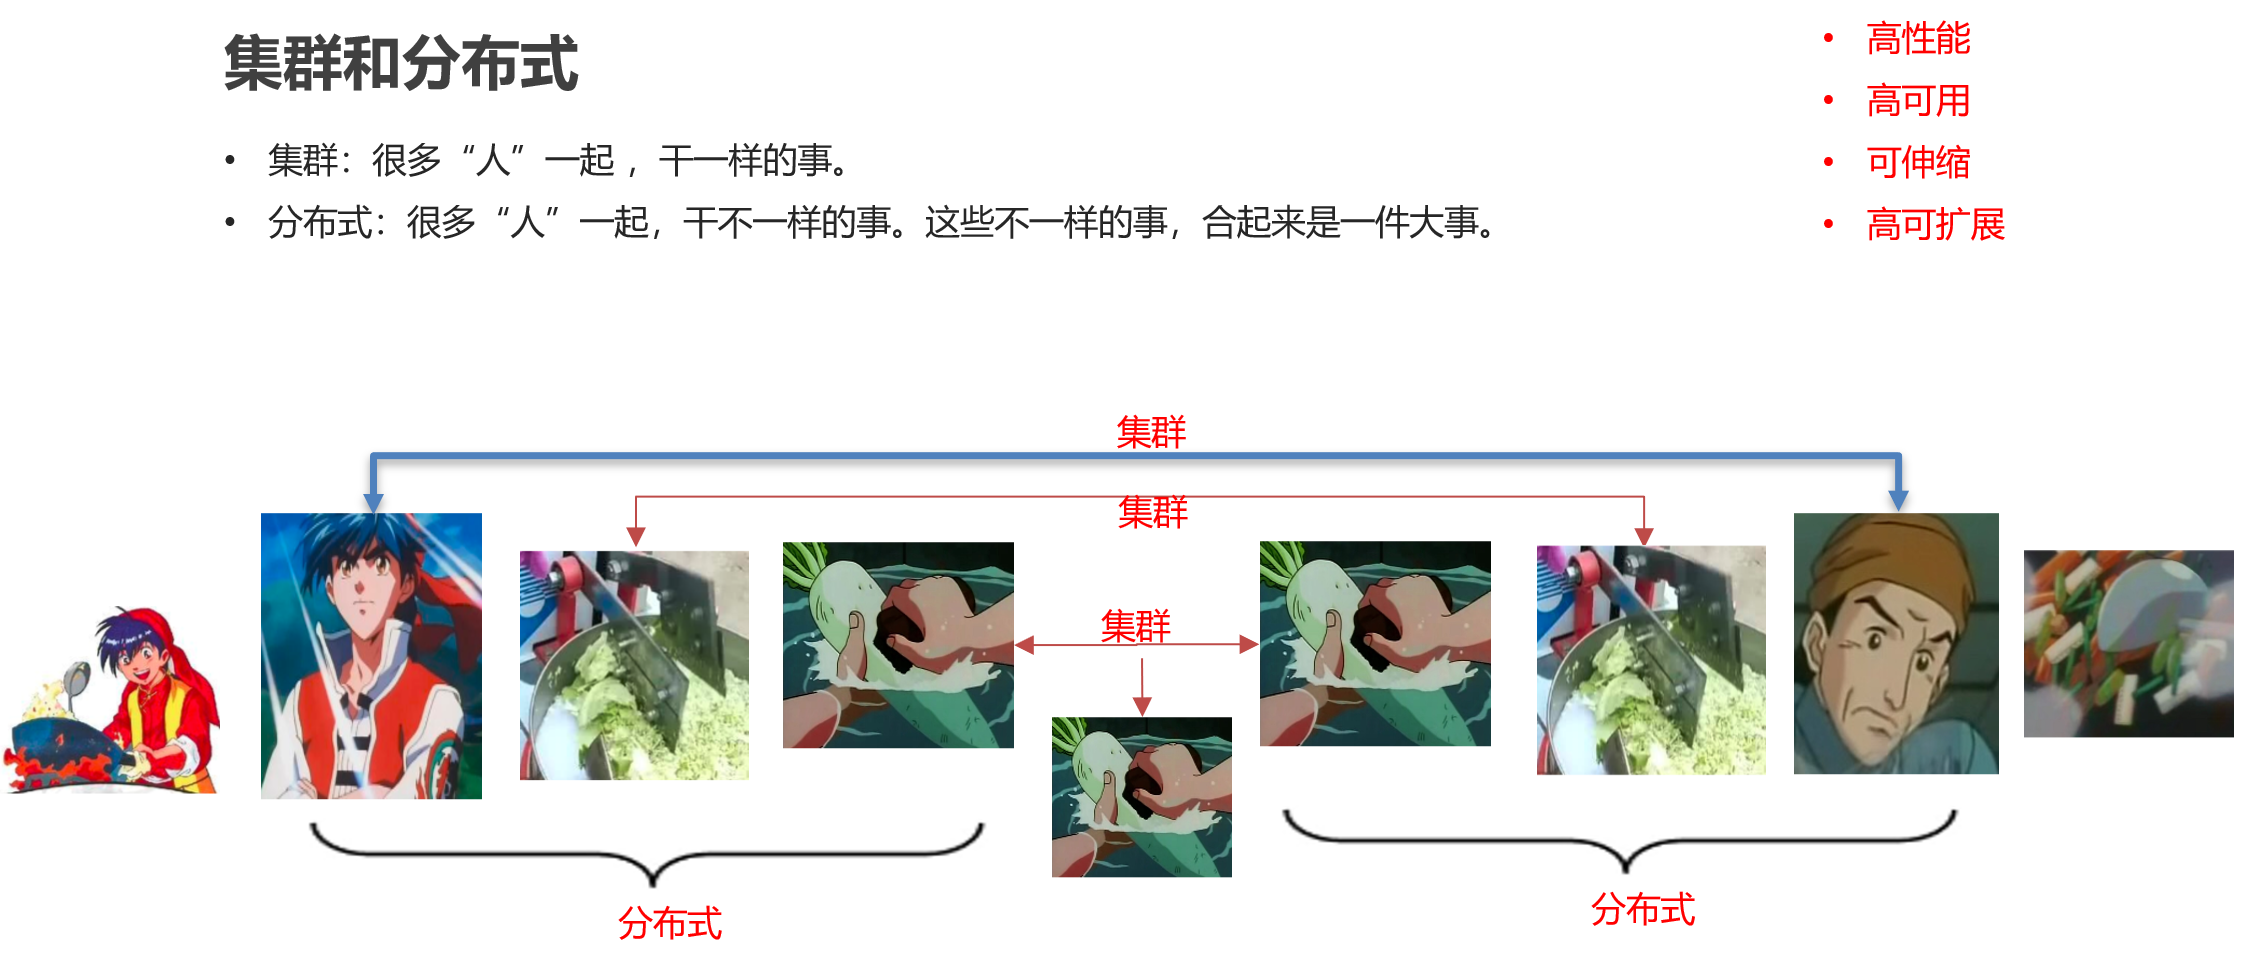 集群和分布式
• 集群：很多“人”一起 ，干一样的事。
• 分布式：很多“人”一起，干不一样的事。这些不一样的事，合起来是一件大事。
• 高性能
• 高可用
• 可伸缩
• 高可扩展
集群
集群
集群
分布式
分布式